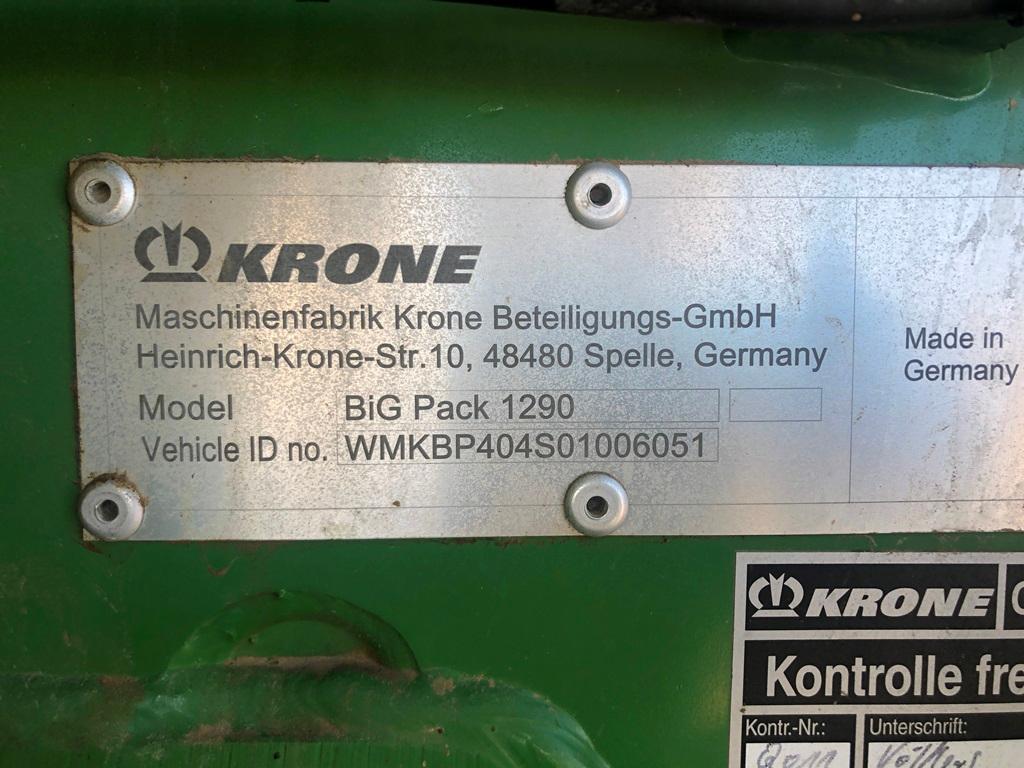 KRONE
Maschinenfabrik Krone Beteiligungs-GmbH
Heinrich-Krone-Str.10, 48480 Spelle, Germany
Made in
Germany
Model BiG Pack 1290
Vehicle ID no. WMKBP404S01006051
KRONE
Kontrolle fre
Kontr.-Nr.: Unterschrift: